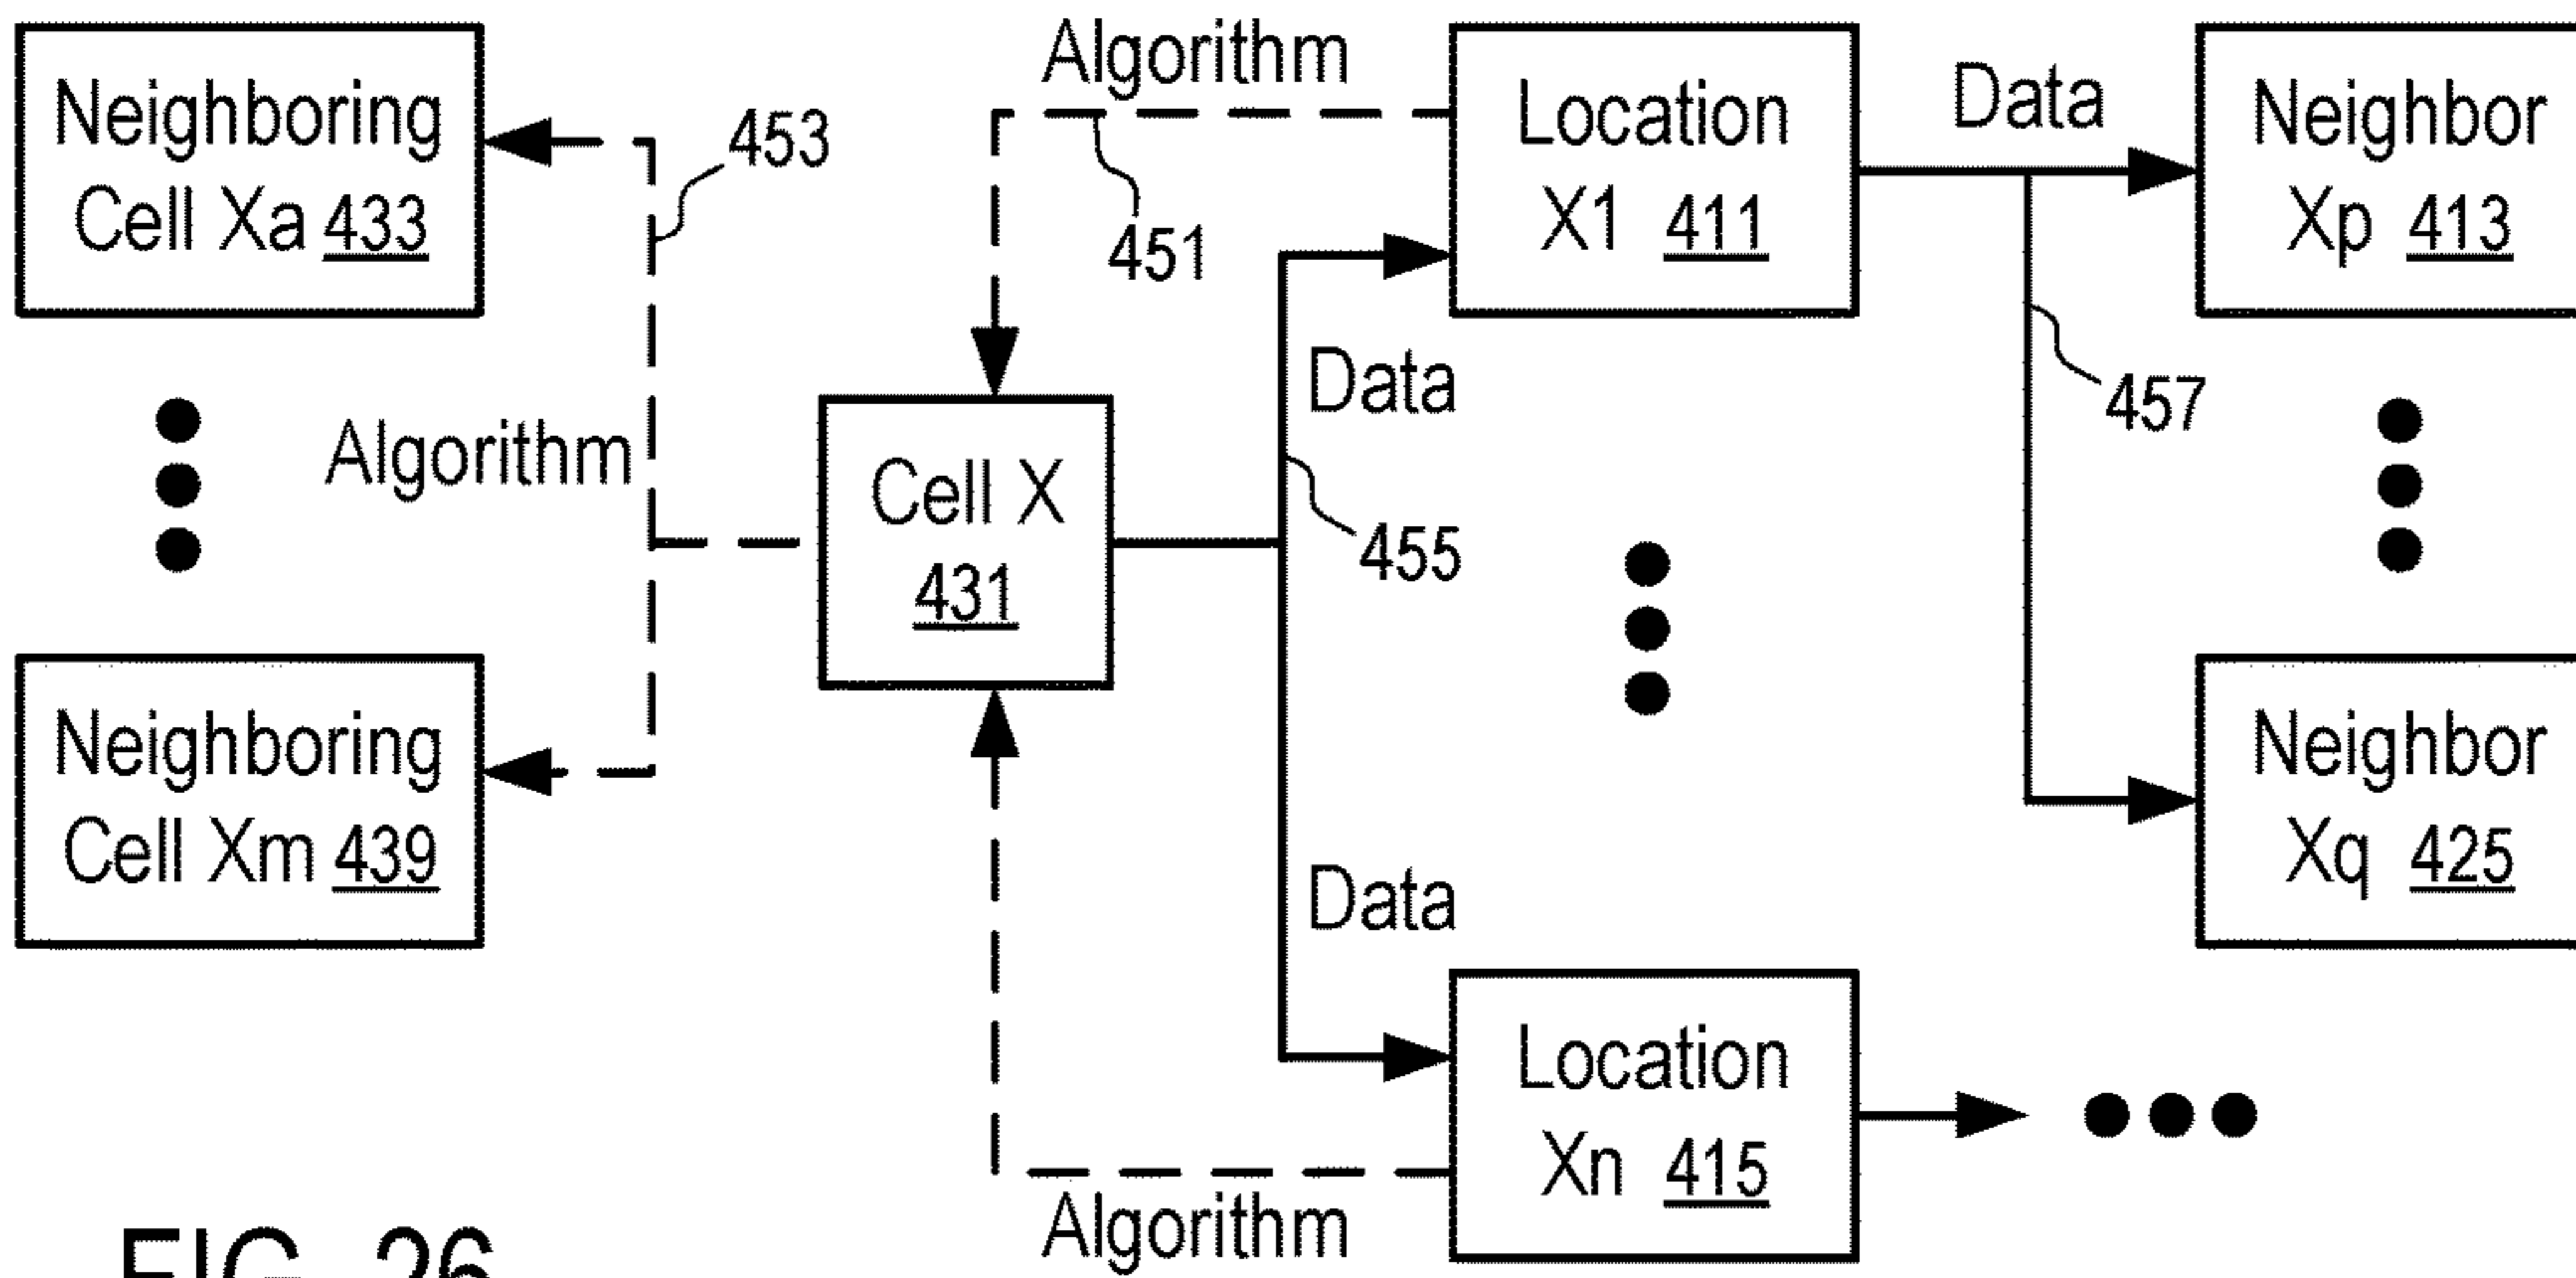 Neighboring
Cell Xa 433
Algorithm
453
451
Location
X1 411
Data
Neighbor
Xp 413
Algorithm
Cell X
431
Data
455
457
Neighboring
Cell Xm 439
Data
Neighbor
Xq 425
Location
Xn 415
Algorithm
FIG. 26